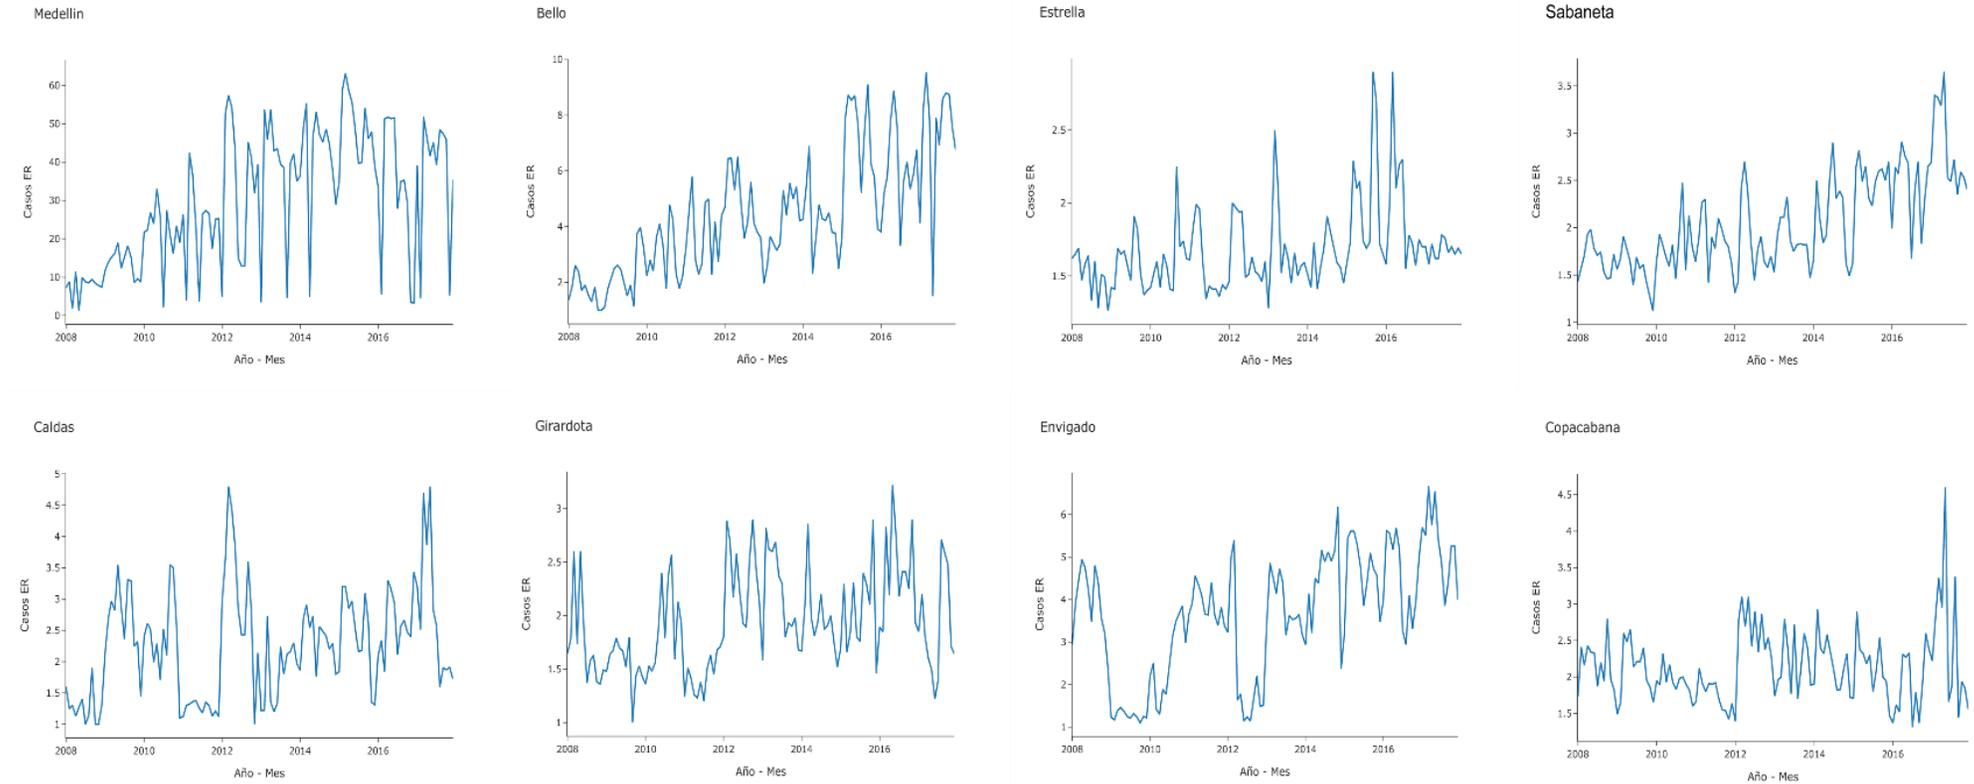 Medellin
Casos ER
60
50
40
30
20
10
0
2008 2010 2012 2014 2016
Año - Mes
Bello
Casos ER
10
8
6
4
2
2008 2010 2012 2014 2016
Año - Mes
Estrella
Casos ER
2.5
2
1.5
2008 2010 2012 2014 2016
Año - Mes
Sabaneta
Casos ER
3.5
3
2.5
2
1.5
1
2008 2010 2012 2014 2016
Año - Mes
Caldas
Casos ER
5
4.5
4
3.5
3
2.5
2
1.5
1
2008 2010 2012 2014 2016
Año - Mes
Girardota
Casos ER
3
2.5
2
1.5
1
2008 2010 2012 2014 2016
Año - Mes
Envigado
Casos ER
6
5
4
3
2
1
2008 2010 2012 2014 2016
Año - Mes
Copacabana
Casos ER
4.5
4
3.5
3
2.5
2
1.5
2008 2010 2012 2014 2016
Año - Mes